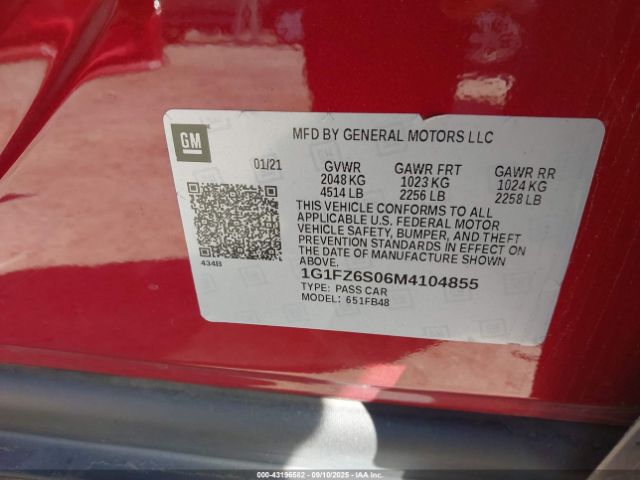 GM
MFD BY GENERAL MOTORS LLC
01/21 GVWR GAWR FRT GAWR RR
2048 KG 1023 KG 1024 KG
4514 LB 2256 LB 2258 LB
THIS VEHICLE CONFORMS TO ALL
APPLICABLE U.S. FEDERAL MOTOR
VEHICLE SAFETY, BUMPER, AND THEFT
PREVENTION STANDARDS IN EFFECT ON
THE DATE OF MANUFACTURE SHOWN
ABOVE.
434B
1G1FZ6S06M4104855
TYPE: PASS CAR
MODEL: 651FB48
000-43196582 - 09/10/2025 - IAAI.COM